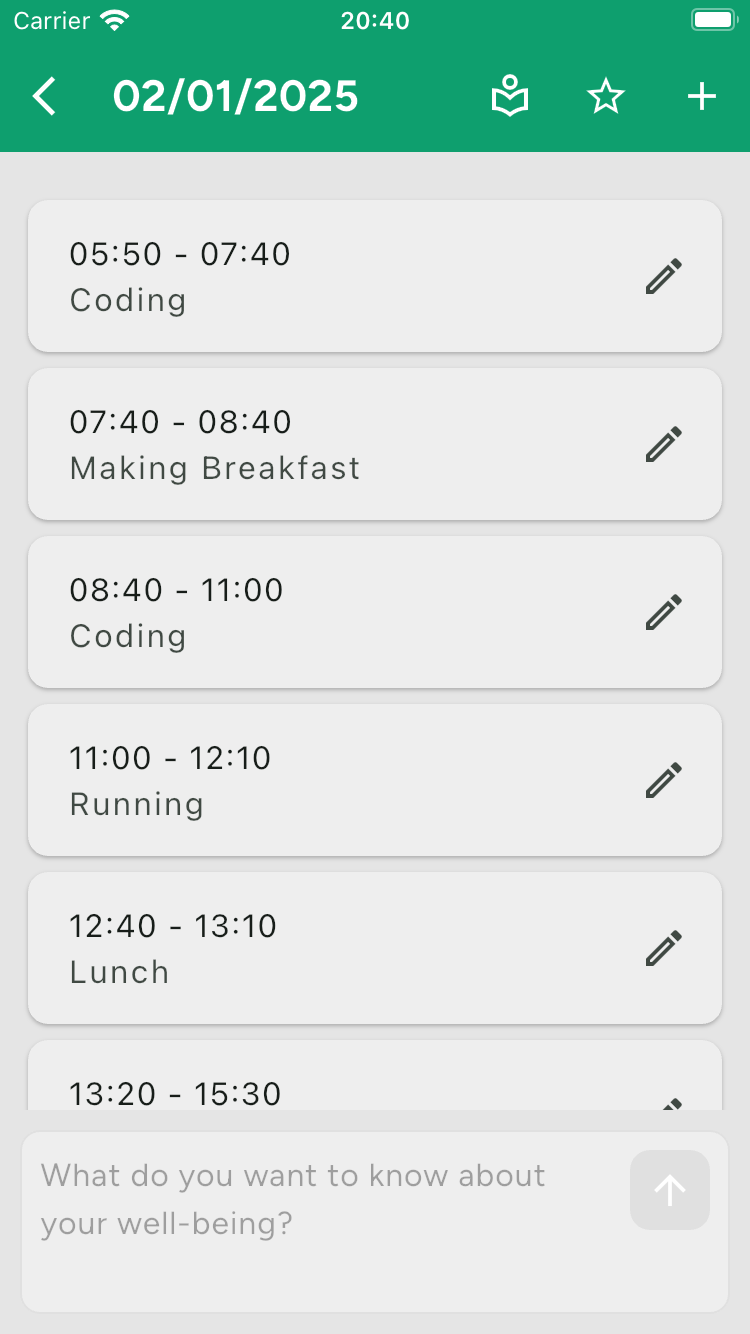 Carrier 20:40
02/01/2025
05:50 - 07:40
Coding
07:40 - 08:40
Making Breakfast
08:40 - 11:00
Coding
11:00 - 12:10
Running
12:40 - 13:10
Lunch
13:20 - 15:30
What do you want to know about
your well-being?